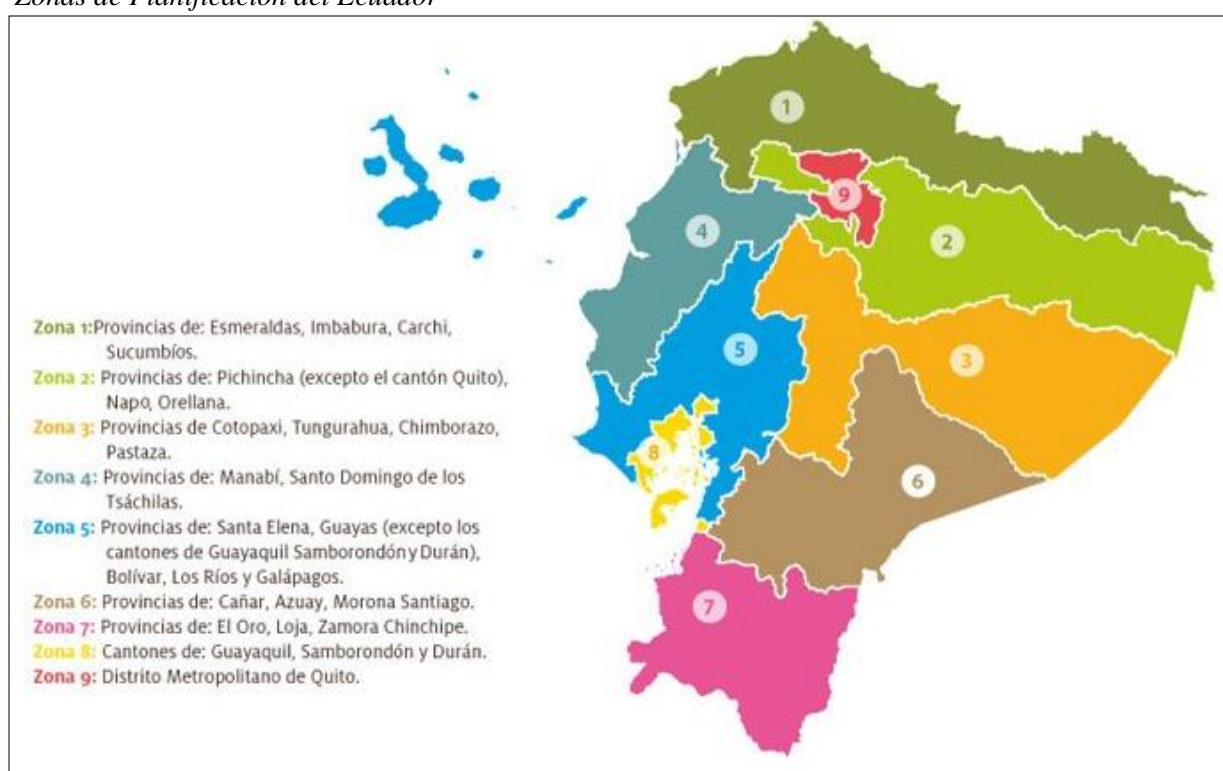 Zonas de Planificación del Ecuador
1
9
2
4
3
5
8
6
7
Zona 1:Provincias de: Esmeraldas, Imbabura, Carchi,
Sucumbíos.
Zona 2: Provincias de: Pichincha (excepto el cantón Quito),
Napo, Orellana.
Zona 3: Provincias de Cotopaxi, Tungurahua, Chimborazo,
Pastaza.
Zona 4: Provincias de: Manabí, Santo Domingo de los
Tsáchilas.
Zona 5: Provincias de: Santa Elena, Guayas (excepto los
cantones de Guayaquil Samborondón y Durán),
Bolívar, Los Ríos y Galápagos.
Zona 6: Provincias de: Cañar, Azuay, Morona Santiago.
Zona 7: Provincias de: El Oro, Loja, Zamora Chinchipe.
Zona 8: Cantones de: Guayaquil, Samborondón y Durán.
Zona 9: Distrito Metropolitano de Quito.